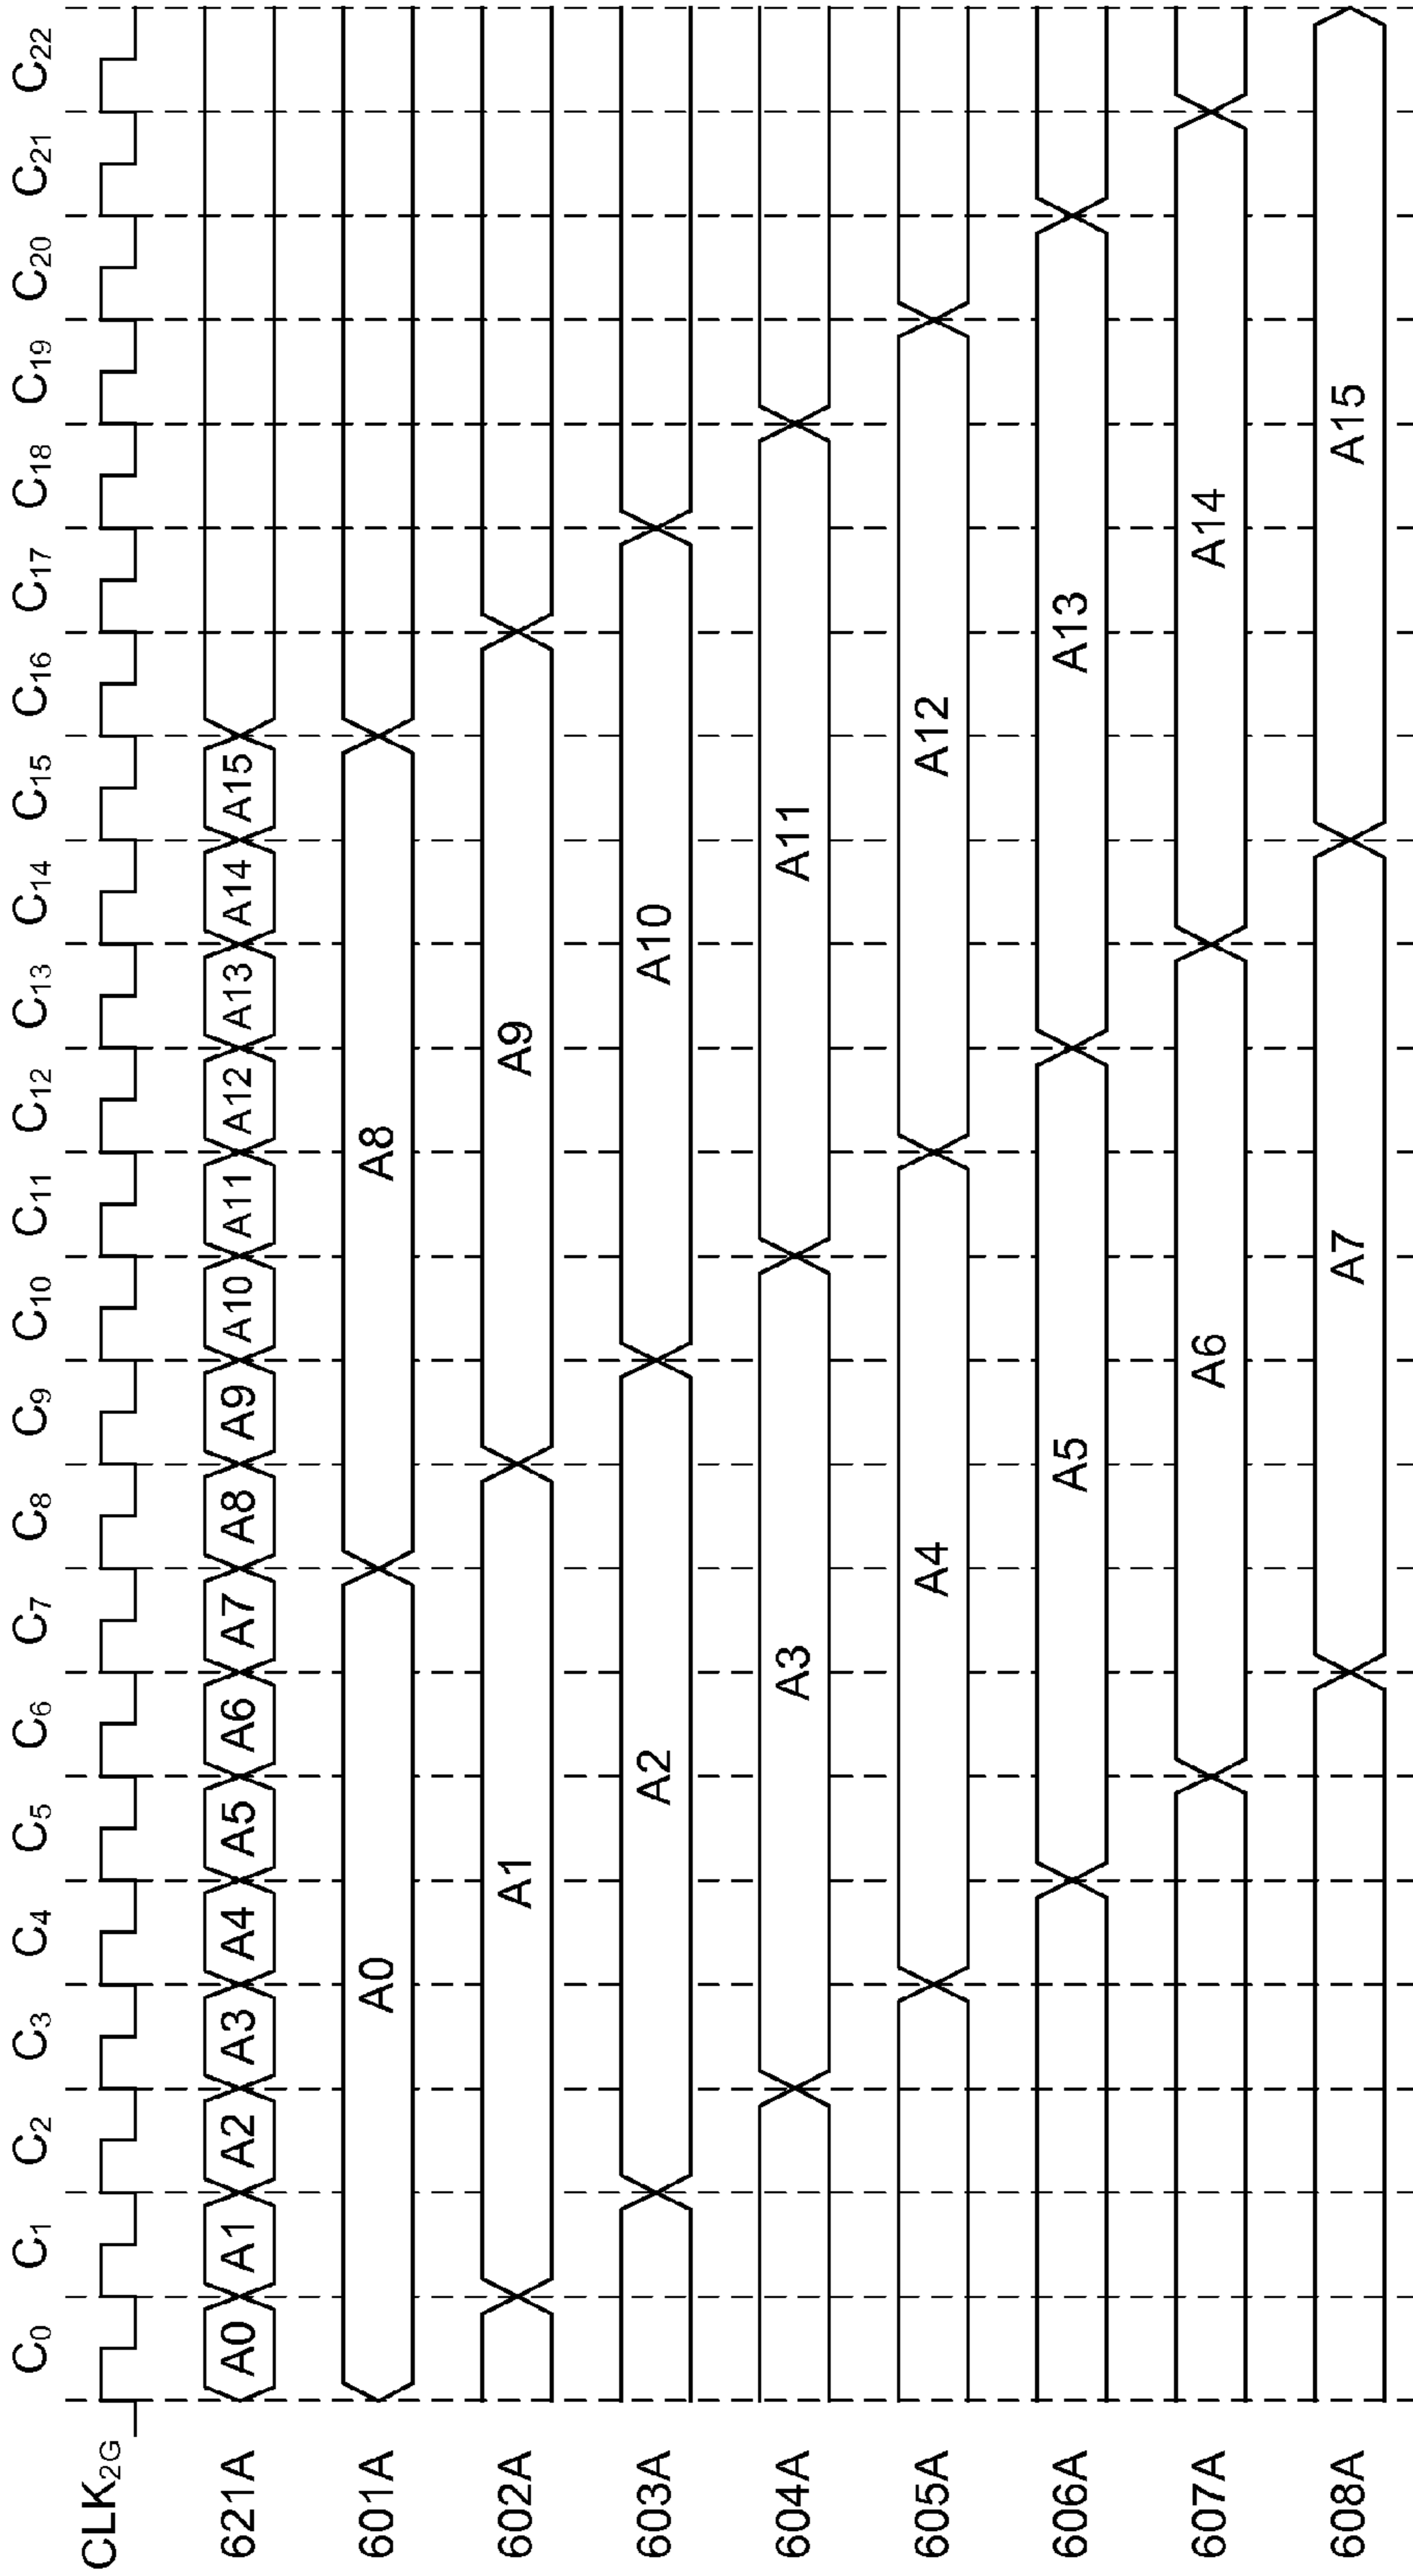 C0 C1 C2 C3 C4 C5 C6 C7 C8 C9 C10 C11 C12 C13 C14 C15 C16 C17 C18 C19 C20 C21 C22
CLK2G
621A A0 A1 A2 A3 A4 A5 A6 A7 A8 A9 A10 A11 A12 A13 A14 A15
601A A0 A8
602A A1 A9
603A A2 A10
604A A3 A11
605A A4 A12
606A A5 A13
607A A6 A14
608A A7 A15